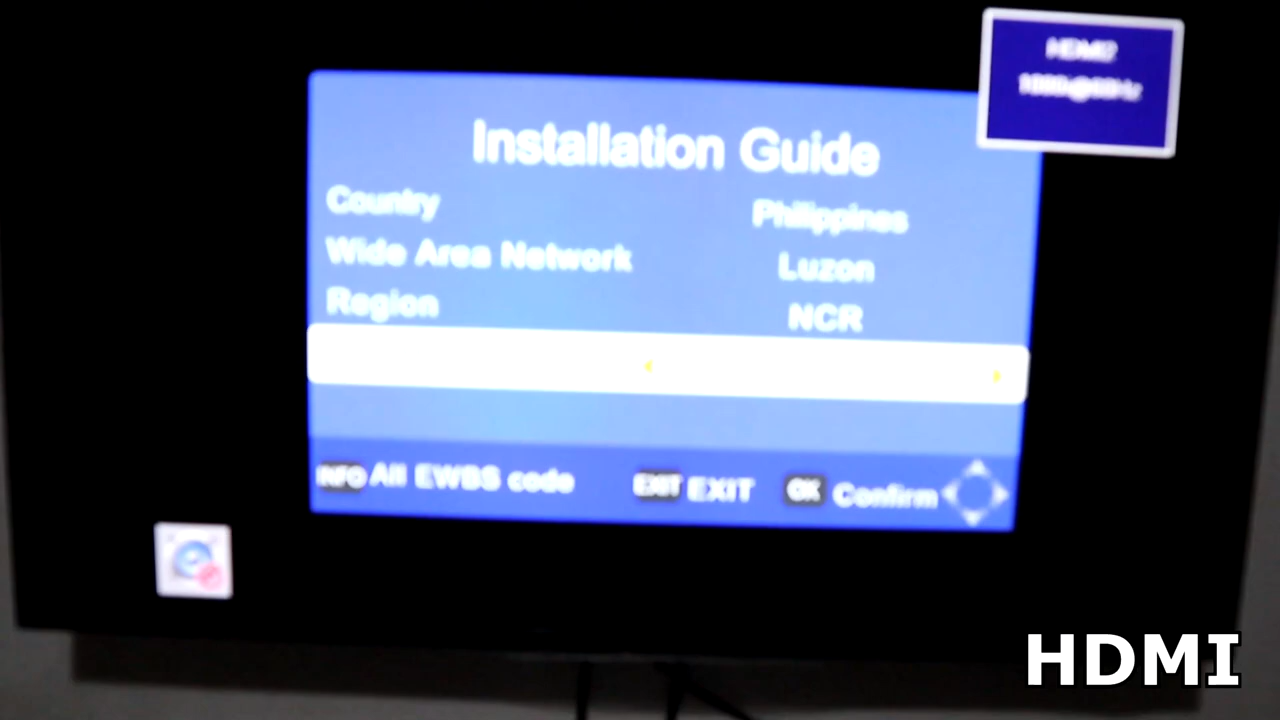 HDMI2
Installation Guide
Country Philippines
Wide Area Network Luzon
Region NCR
INFO All EWBS code EXIT EXIT OK Confirm
HDMI